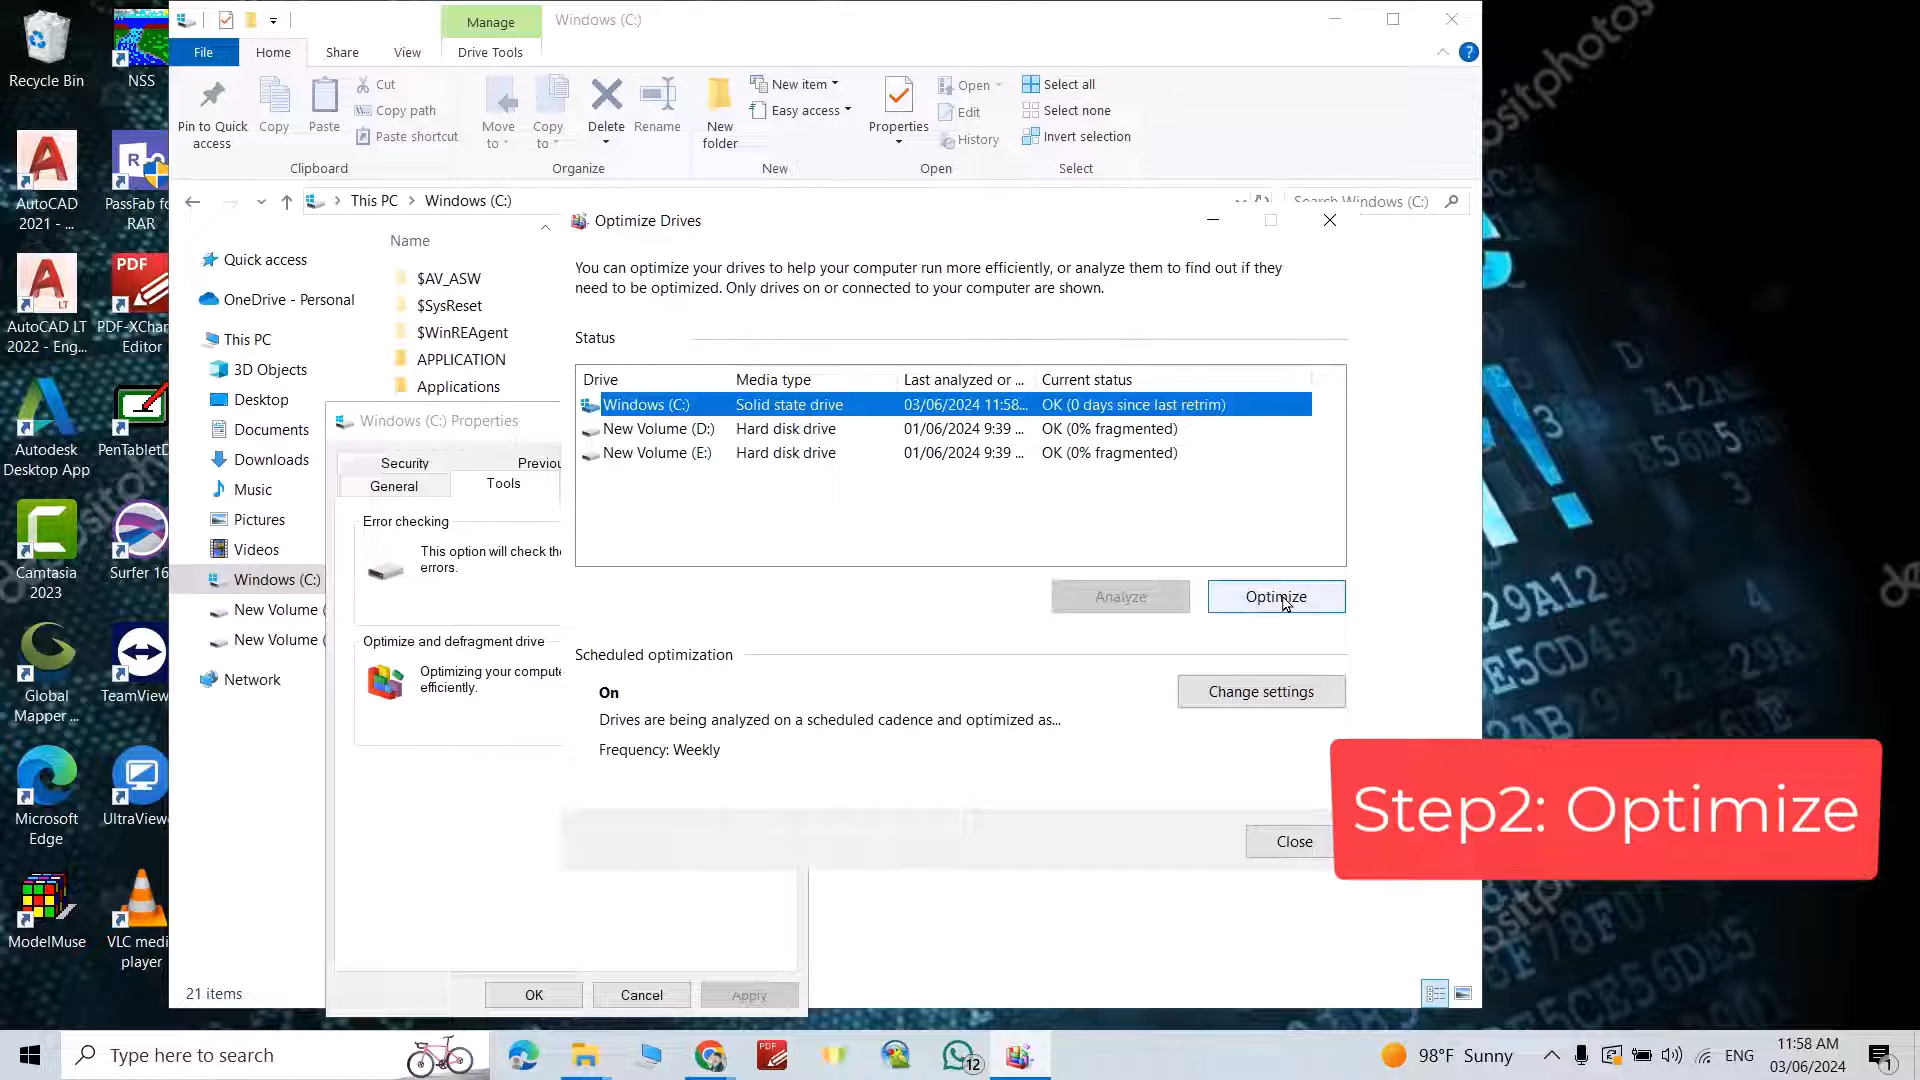 Recycle Bin
NSS
AutoCAD
2021 - ...
PassFab fo
RAR
AutoCAD LT
2022 - Eng...
PDF-XChar
Editor
Autodesk
Desktop App
PenTabletD
Camtasia
2023
Surfer 16
Global
Mapper ...
TeamView
Microsoft
Edge
UltraView
ModelMuse
VLC medi
player
Manage
Windows (C:)
File
Home
Share
View
Drive Tools
Pin to Quick
access
Copy
Paste
Cut
Copy path
Paste shortcut
Clipboard
Move
to
Copy
to
Delete
Rename
Organize
New
folder
New item
Easy access
New
Properties
Open
Edit
History
Open
Select all
Select none
Invert selection
Select
This PC
Windows (C:)
Search Windows (C:)
Quick access
OneDrive - Personal
This PC
3D Objects
Desktop
Documents
Downloads
Music
Pictures
Videos
Windows (C:)
New Volume (
New Volume (
Network
Name
$AV_ASW
$SysReset
$WinREAgent
APPLICATION
Applications
21 items
Windows (C:) Properties
Security
Previou
General
Tools
Error checking
This option will check the
errors.
Optimize and defragment drive
Optimizing your compute
efficiently.
OK
Cancel
Apply
Optimize Drives
You can optimize your drives to help your computer run more efficiently, or analyze them to find out if they
need to be optimized. Only drives on or connected to your computer are shown.
Status
Drive Media type Last analyzed or ... Current status
Windows (C:) Solid state drive 03/06/2024 11:58... OK (0 days since last retrim)
New Volume (D:) Hard disk drive 01/06/2024 9:39 ... OK (0% fragmented)
New Volume (E:) Hard disk drive 01/06/2024 9:39 ... OK (0% fragmented)
Analyze
Optimize
Scheduled optimization
On
Change settings
Drives are being analyzed on a scheduled cadence and optimized as...
Frequency: Weekly
Close
Step2: Optimize
Type here to search
PDF
12
98°F Sunny
ENG
11:58 AM
03/06/2024
1